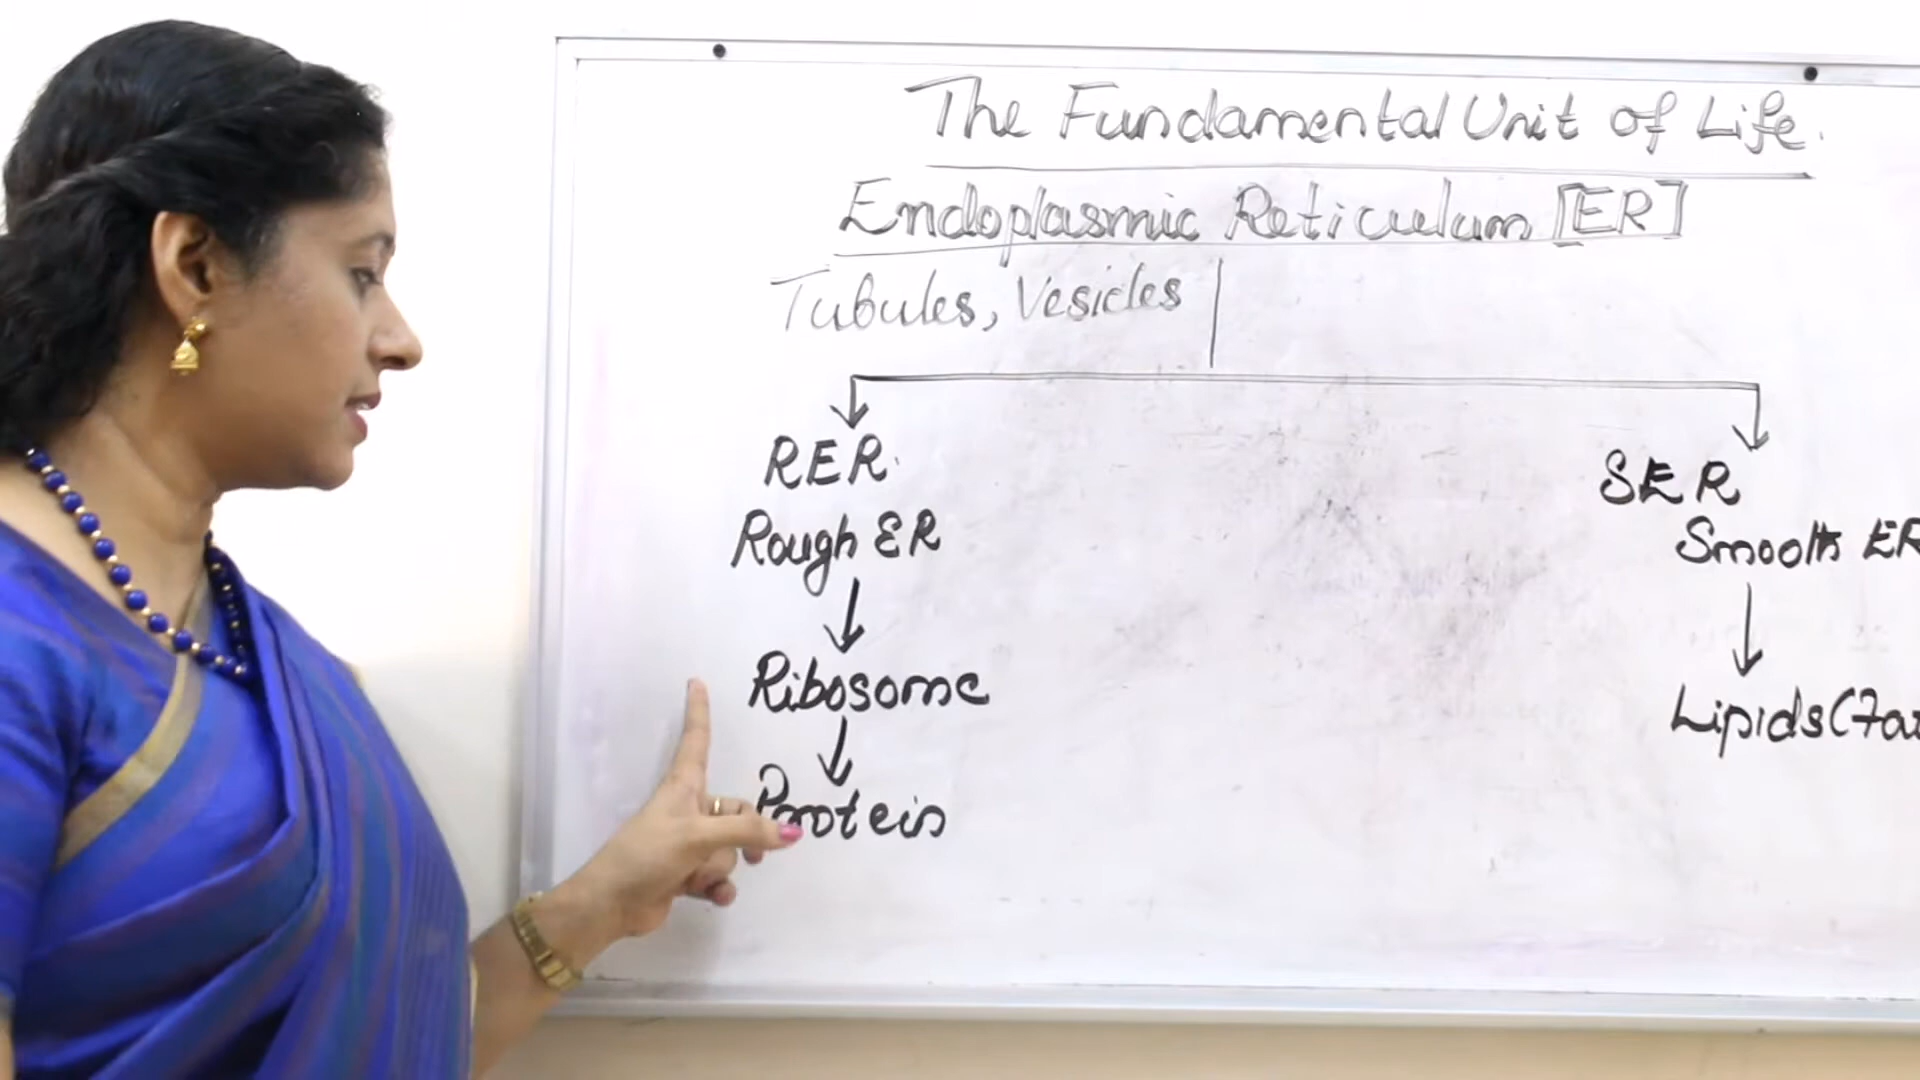 The Fundamental Unit of Life.
Endoplasmic Reticulum [ER]
Tubules, Vesicles
RER.
Rough ER
Ribosome
Protein
SER
Smooth ER
Lipids (Fat